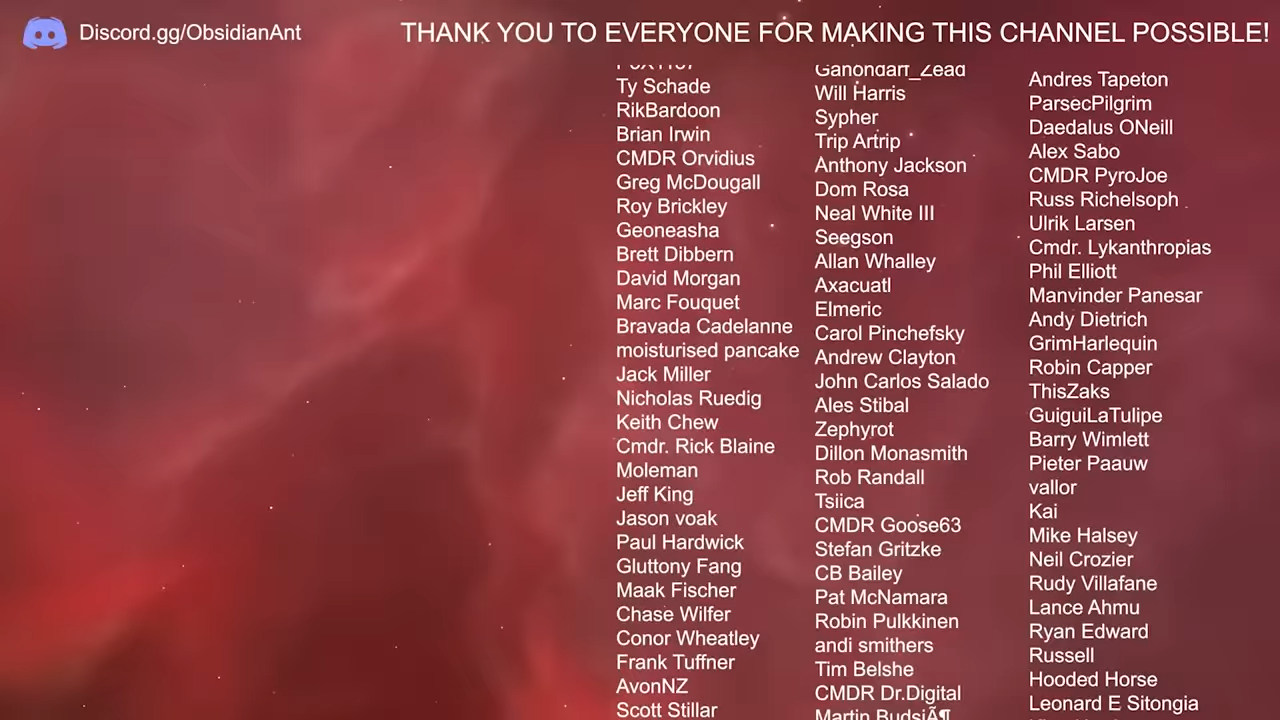 Discord.gg/ObsidianAnt
THANK YOU TO EVERYONE FOR MAKING THIS CHANNEL POSSIBLE!
Ty Schade
RikBardoon
Brian Irwin
CMDR Orvidius
Greg McDougall
Roy Brickley
Geoneasha
Brett Dibbern
David Morgan
Marc Fouquet
Bravada Cadelanne
moisturised pancake
Jack Miller
Nicholas Ruedig
Keith Chew
Cmdr. Rick Blaine
Moleman
Jeff King
Jason voak
Paul Hardwick
Gluttony Fang
Maak Fischer
Chase Wilfer
Conor Wheatley
Frank Tuffner
AvonNZ
Scott Stillar
Ganondarf_Zead
Will Harris
Sypher
Trip Artrip
Anthony Jackson
Dom Rosa
Neal White III
Seegson
Allan Whalley
Axacuatl
Elmeric
Carol Pinchefsky
Andrew Clayton
John Carlos Salado
Ales Stibal
Zephyrot
Dillon Monasmith
Rob Randall
Tsiica
CMDR Goose63
Stefan Gritzke
CB Bailey
Pat McNamara
Robin Pulkkinen
andi smithers
Tim Belshe
CMDR Dr.Digital
Martin BudsjÃ¶
Andres Tapeton
ParsecPilgrim
Daedalus ONeill
Alex Sabo
CMDR PyroJoe
Russ Richelsoph
Ulrik Larsen
Cmdr. Lykanthropias
Phil Elliott
Manvinder Panesar
Andy Dietrich
GrimHarlequin
Robin Capper
ThisZaks
GuiguiLaTulipe
Barry Wimlett
Pieter Paauw
vallor
Kai
Mike Halsey
Neil Crozier
Rudy Villafane
Lance Ahmu
Ryan Edward
Russell
Hooded Horse
Leonard E Sitongia